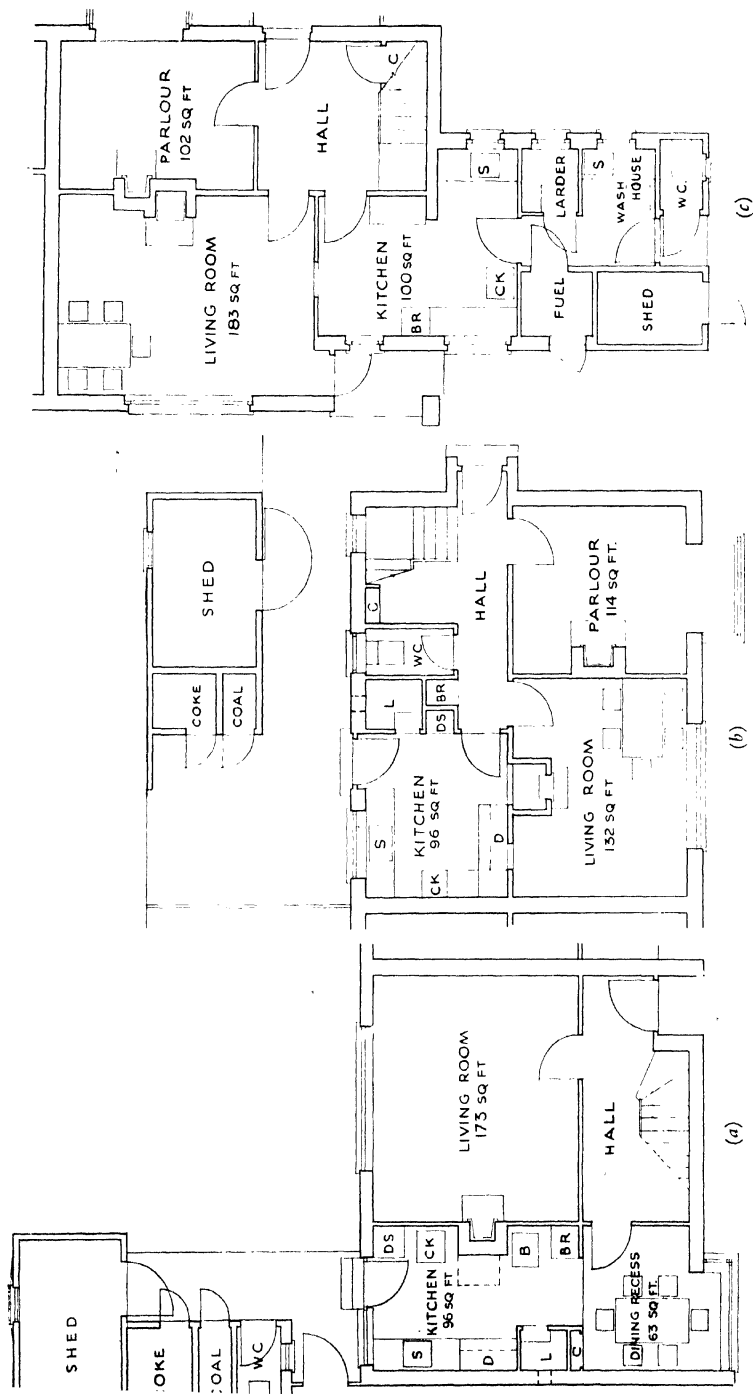 SHED
COKE
COAL
WC
DS
CK
KITCHEN
96 SQ FT
S
D
L
C
B
BR
LIVING ROOM
173 SQ FT
HALL
DINING RECESS
63 SQ. FT.
(a)
SHED
COKE
COAL
C
WC
L
BR
DS
HALL
KITCHEN
96 SQ FT
S
CK
D
LIVING ROOM
132 SQ FT
PARLOUR
114 SQ FT.
(b)
PARLOUR
102 SQ FT
LIVING ROOM
183 SQ FT
HALL
C
KITCHEN
100 SQ FT
BR
CK
S
LARDER
FUEL
S
WASH
HOUSE
W.C.
SHED
(c)